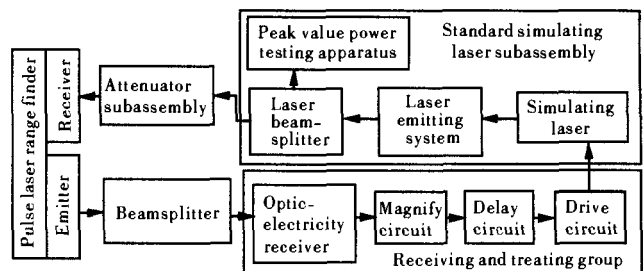 Pulse laser range finder
Receiver
Emitter
Attenuator
subassembly
Peak value power
testing apparatus
Standard simulating
laser subassembly
Laser
beam-
splitter
Laser
emitting
system
Simulating
laser
Beamsplitter
Optic-
electricity
receiver
Magnify
circuit
Delay
circuit
Drive
circuit
Receiving and treating group